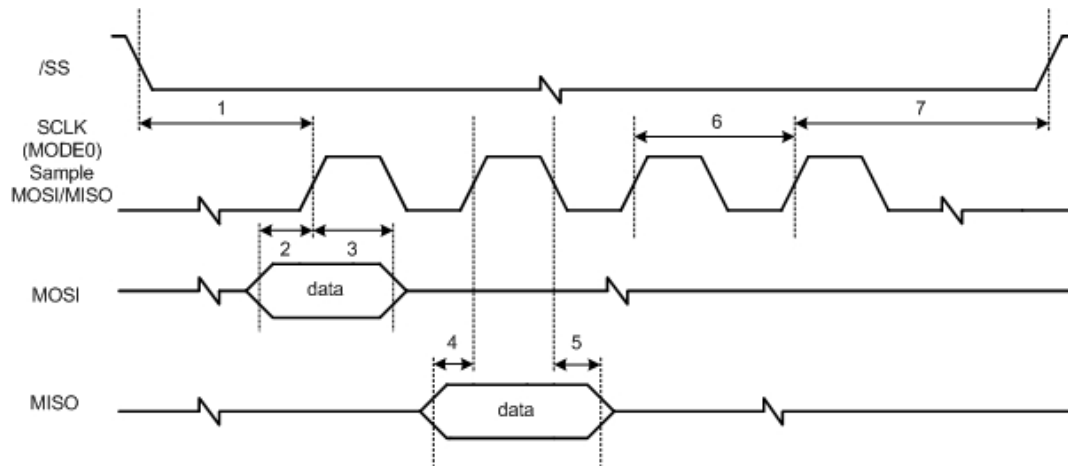 /SS
1
7
6
SCLK
(MODE0)
Sample
MOSI/MISO
2
3
MOSI
data
4
5
MISO
data